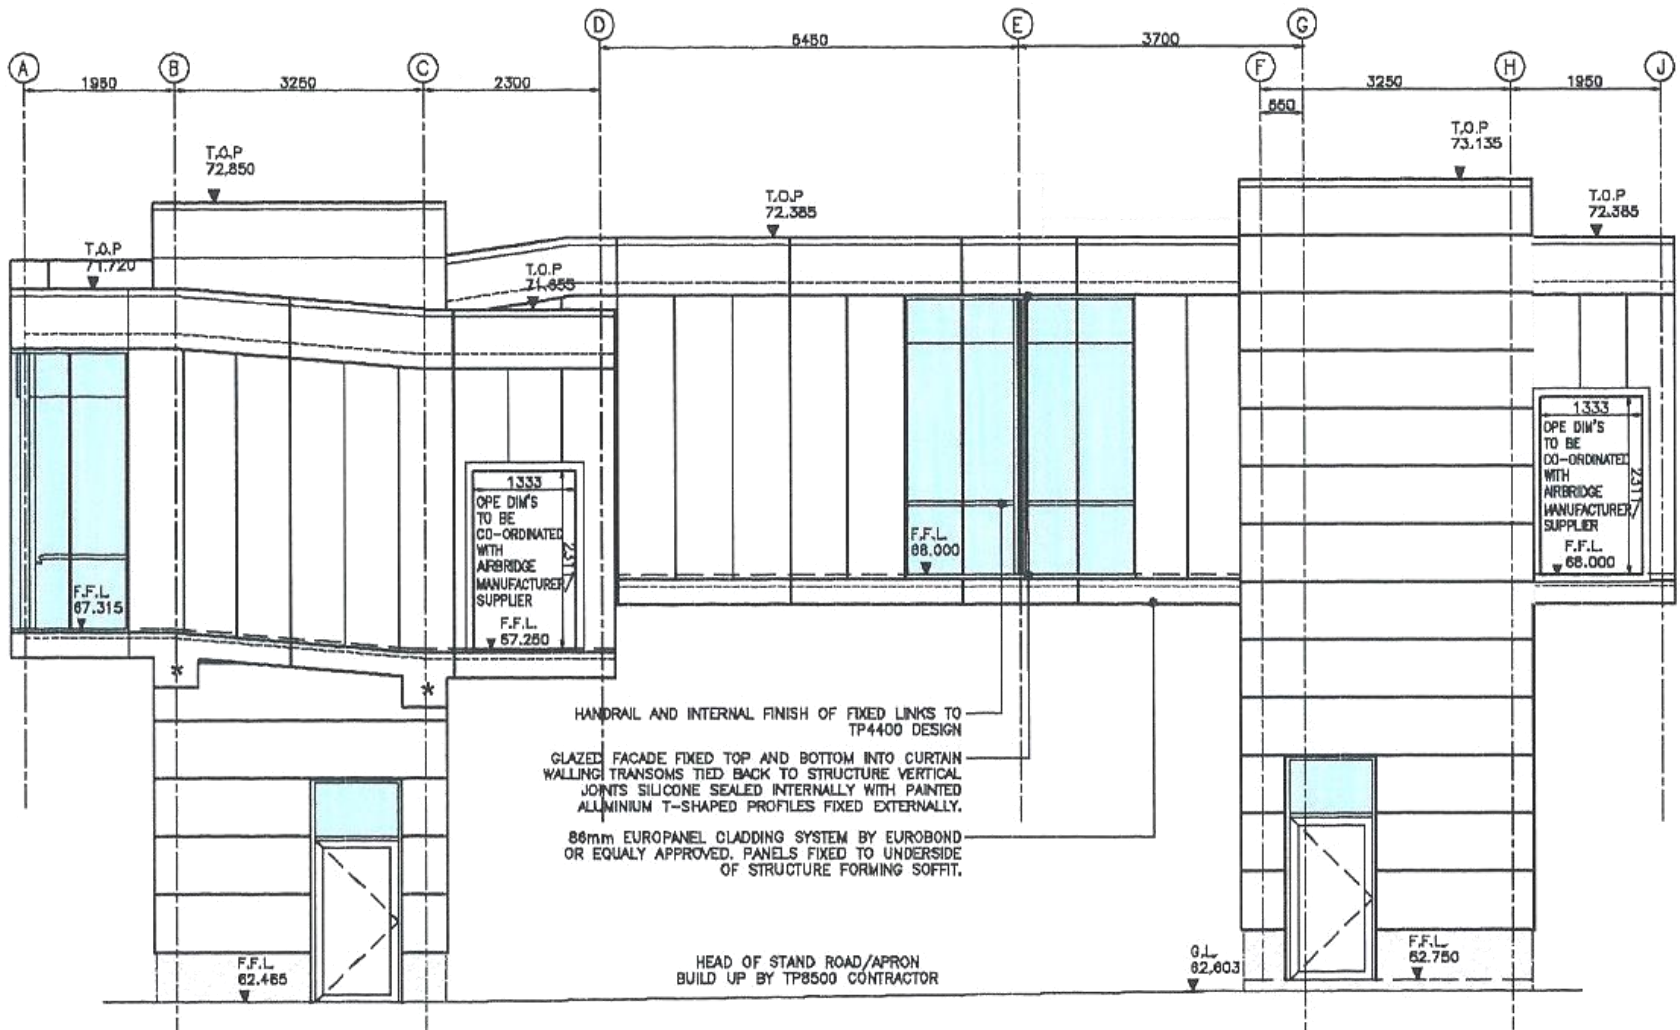 D
E
G
5450
3700
A
B
C
F
H
J
1950
3250
2300
3250
1950
550
T.O.P
73.135
T.O.P
72.850
T.O.P
72.385
T.O.P
72.385
T.O.P
71.720
T.O.P
71.655
1333
OPE DIM'S
TO BE
CO-ORDINATED
WITH
AIRBRIDGE
MANUFACTURER/
SUPPLIER
2317
F.F.L.
68.000
1333
OPE DIM'S
TO BE
CO-ORDINATED
WITH
AIRBRIDGE
MANUFACTURER/
SUPPLIER
2317
F.F.L.
67.250
F.F.L.
68.000
F.F.L
67.315
*
*
HANDRAIL AND INTERNAL FINISH OF FIXED LINKS TO
TP4400 DESIGN
GLAZED FACADE FIXED TOP AND BOTTOM INTO CURTAIN
WALLING TRANSOMS TIED BACK TO STRUCTURE VERTICAL
JOINTS SILICONE SEALED INTERNALLY WITH PAINTED
ALUMINIUM T-SHAPED PROFILES FIXED EXTERNALLY.
86mm EUROPANEL CLADDING SYSTEM BY EUROBOND
OR EQUALY APPROVED. PANELS FIXED TO UNDERSIDE
OF STRUCTURE FORMING SOFFIT.
HEAD OF STAND ROAD/APRON
BUILD UP BY TP8500 CONTRACTOR
F.F.L
62.465
G.L.
62.603
F.F.L.
62.750